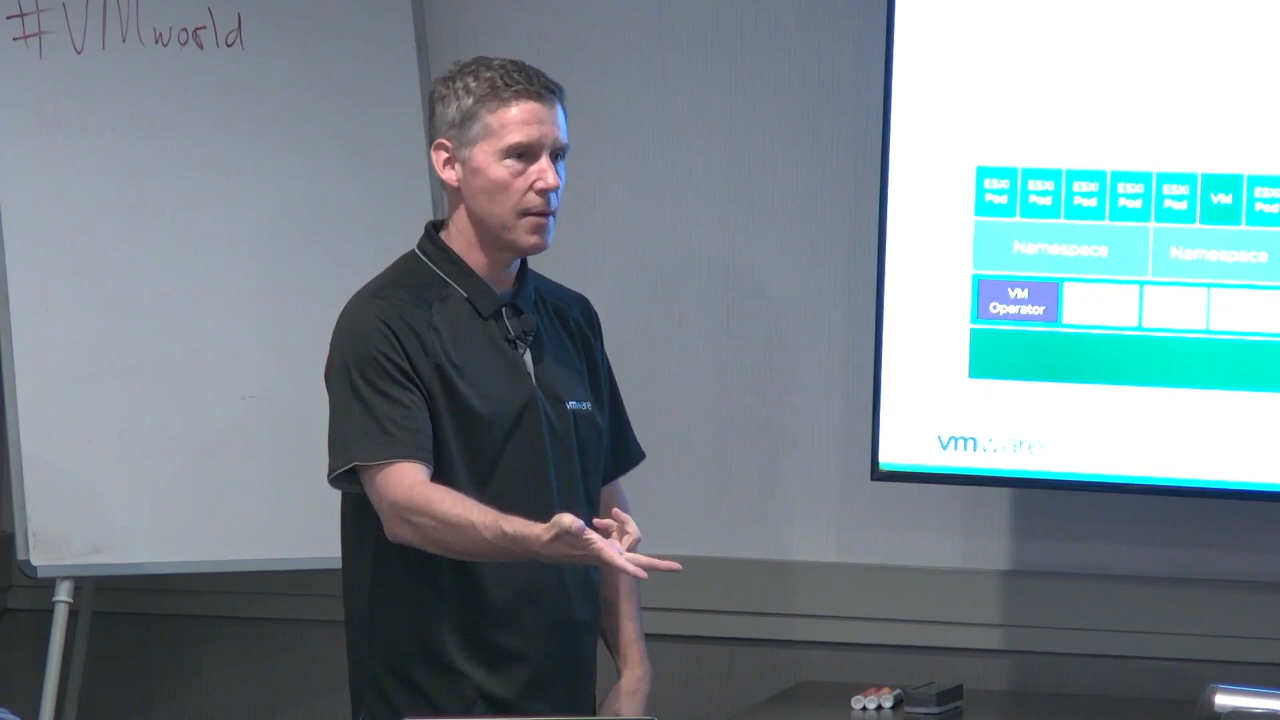 #VMworld
vmware
ESXi Pod ESXi Pod ESXi Pod ESXi Pod ESXi Pod VM ESXi Pod
Namespace Namespace
VM
Operator
vmware